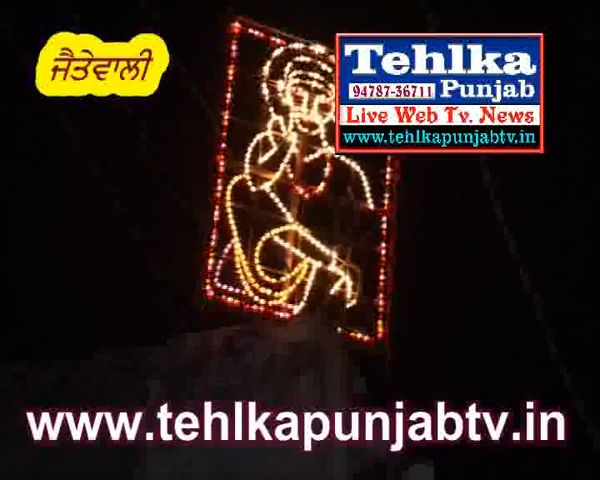 ਜੈਤੇਵਾਲੀ
Tehlka
94787-36711 Punjab
Live Web Tv. News
www.tehlkapunjabtv.in
www.tehlkapunjabtv.in